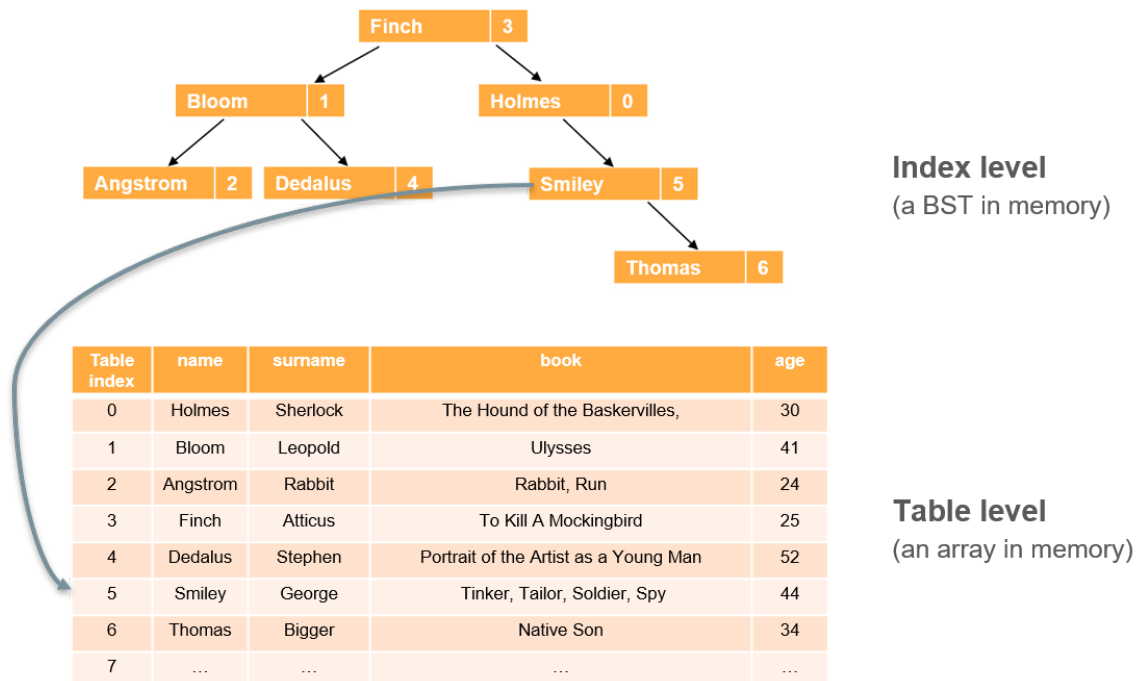 Finch 3
Bloom 1 Holmes 0
Angstrom 2 Dedalus 4 Smiley 5
Thomas 6
Index level
(a BST in memory)
Table index name surname book age
0 Holmes Sherlock The Hound of the Baskervilles, 30
1 Bloom Leopold Ulysses 41
2 Angstrom Rabbit Rabbit, Run 24
3 Finch Atticus To Kill A Mockingbird 25
4 Dedalus Stephen Portrait of the Artist as a Young Man 52
5 Smiley George Tinker, Tailor, Soldier, Spy 44
6 Thomas Bigger Native Son 34
7 ... ... ... ...
Table level
(an array in memory)